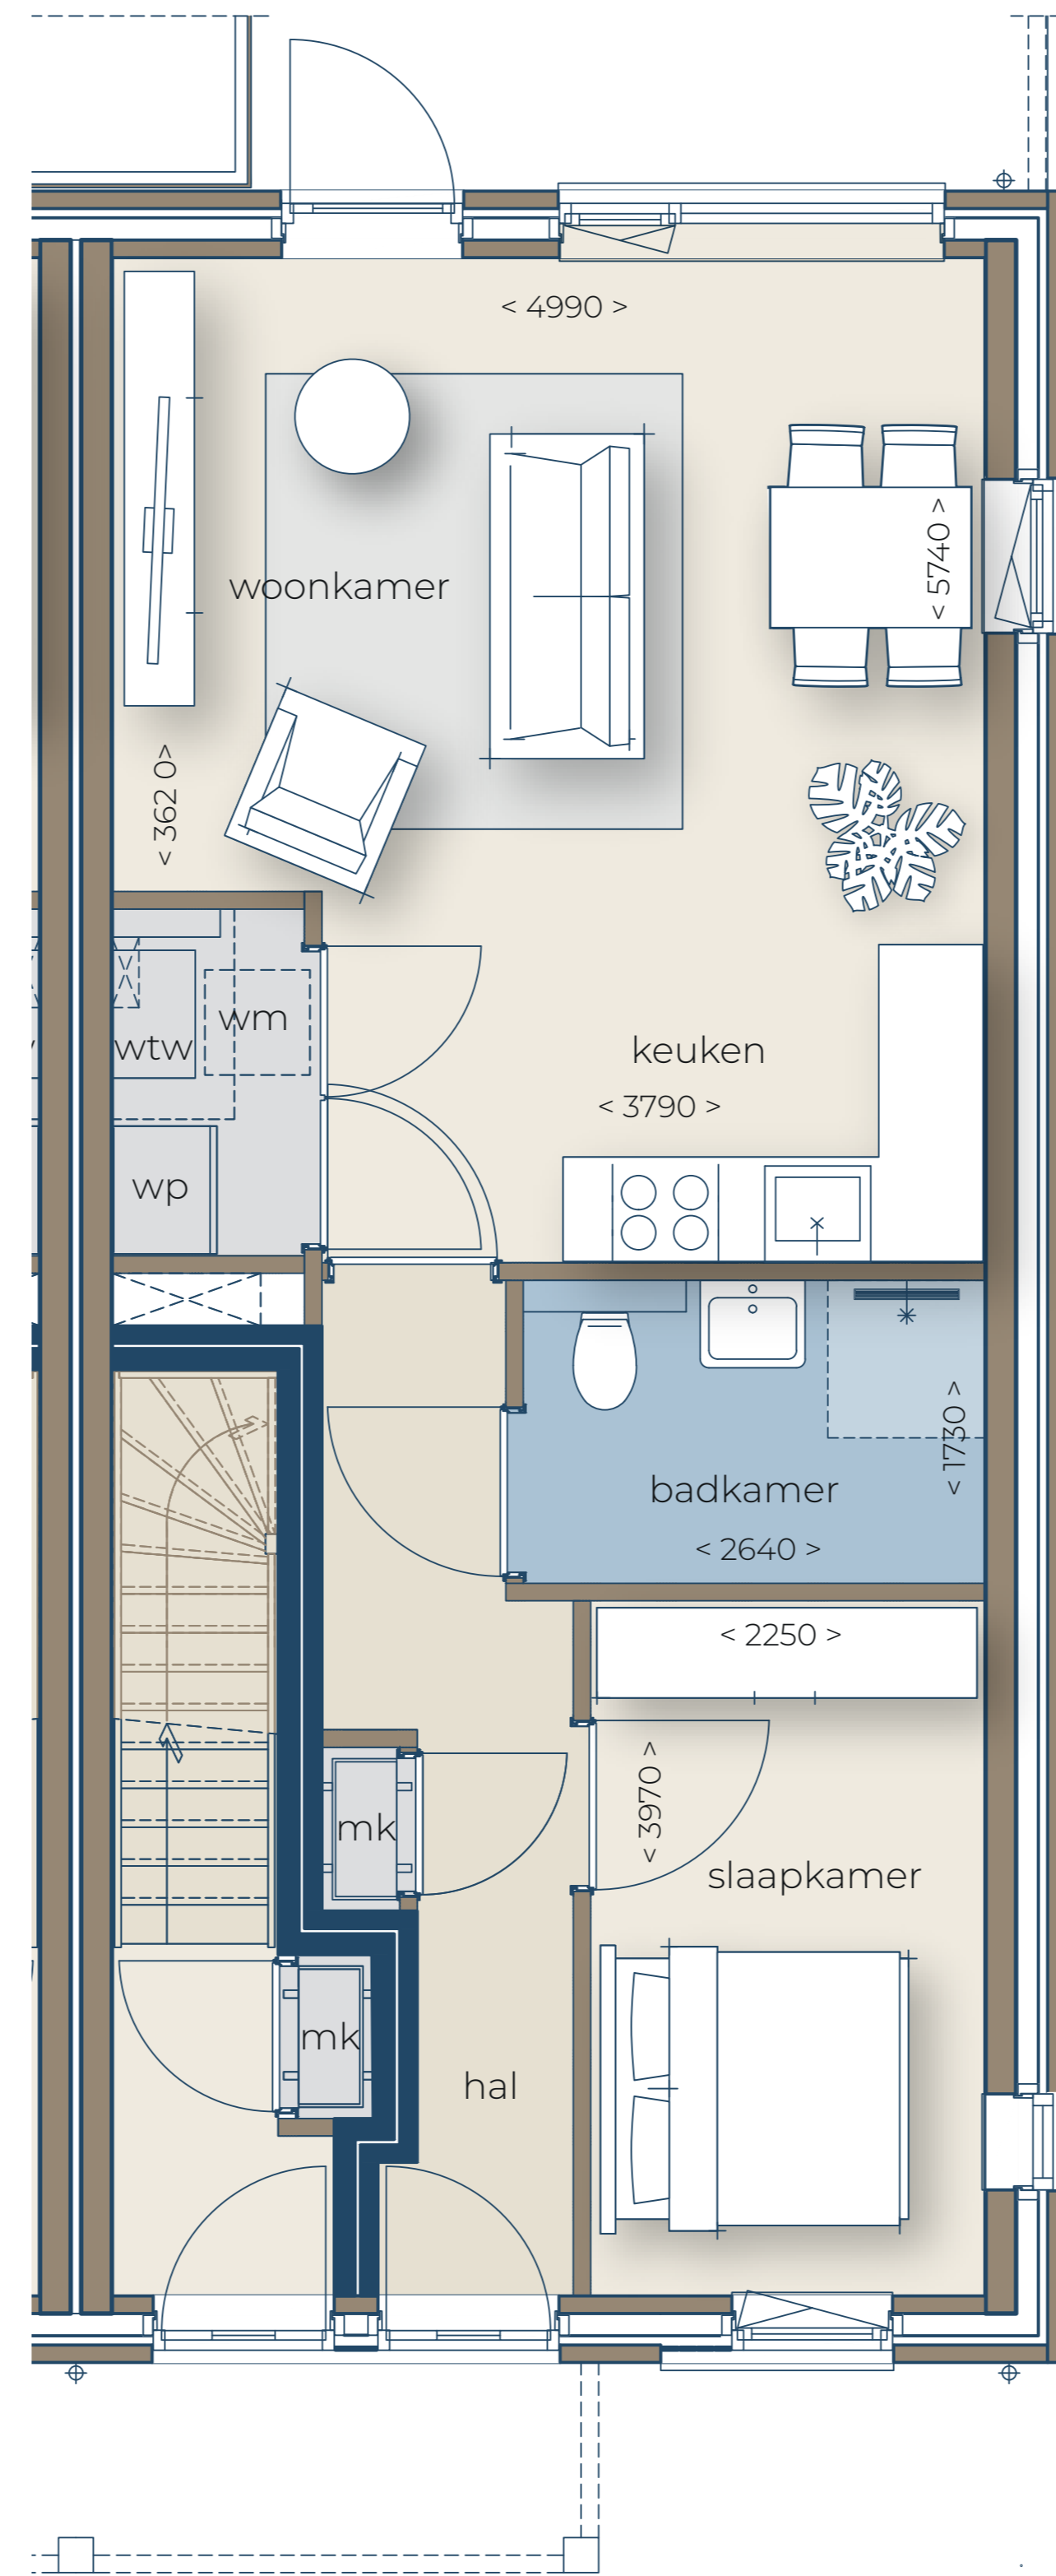 < 4990 >
< 5740 >
woonkamer
< 362 0>
wm
wtw
keuken
< 3790 >
wp
< 1730 >
badkamer
< 2640 >
< 2250 >
< 3970 >
mk
slaapkamer
mk
hal